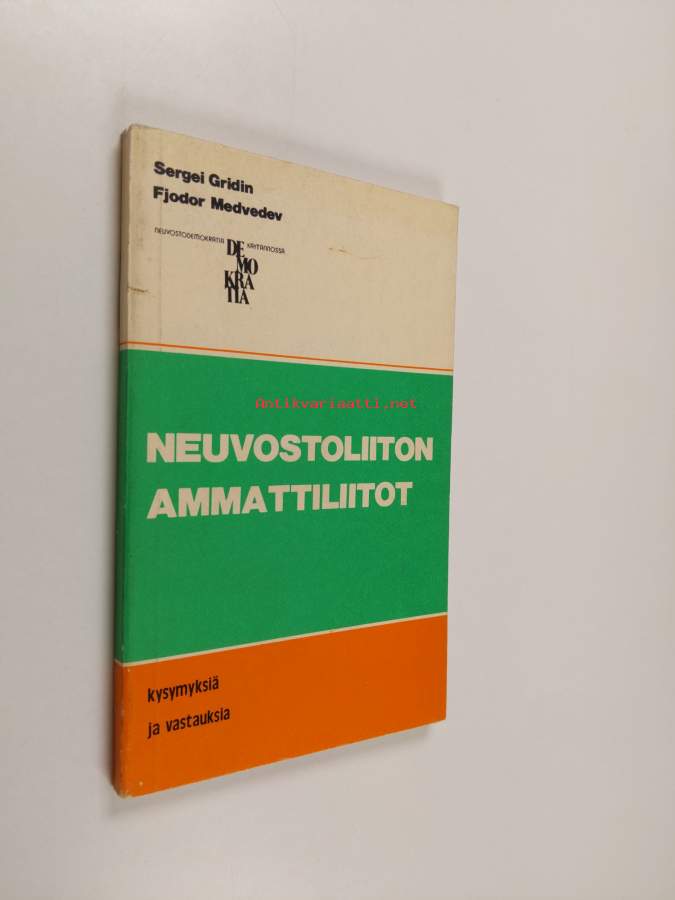 Sergei Gridin
Fjodor Medvedev
NEUVOSTODEMOKRATIA KÄYTÄNNÖSSÄ
DE
MO
KRA
TIA
Antikvariaatti.net
NEUVOSTOLIITON
AMMATTILIITOT
kysymyksiä
ja vastauksia